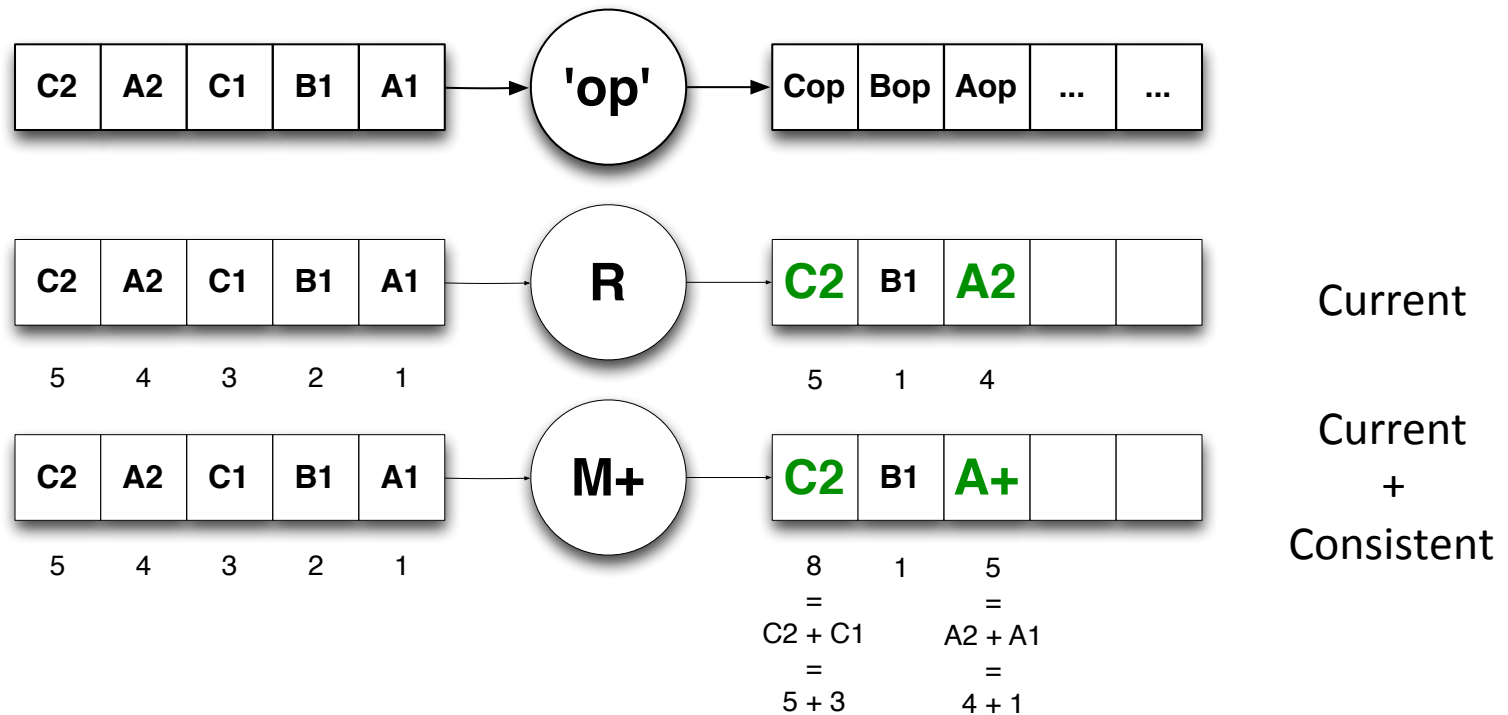 C2 A2 C1 B1 A1 'op' Cop Bop Aop ... ...
C2 A2 C1 B1 A1 R C2 B1 A2
Current
5 4 3 2 1 5 1 4
Current
+
Consistent
C2 A2 C1 B1 A1 M+ C2 B1 A+
5 4 3 2 1 8 1 5
= =
C2 + C1 A2 + A1
= =
5 + 3 4 + 1